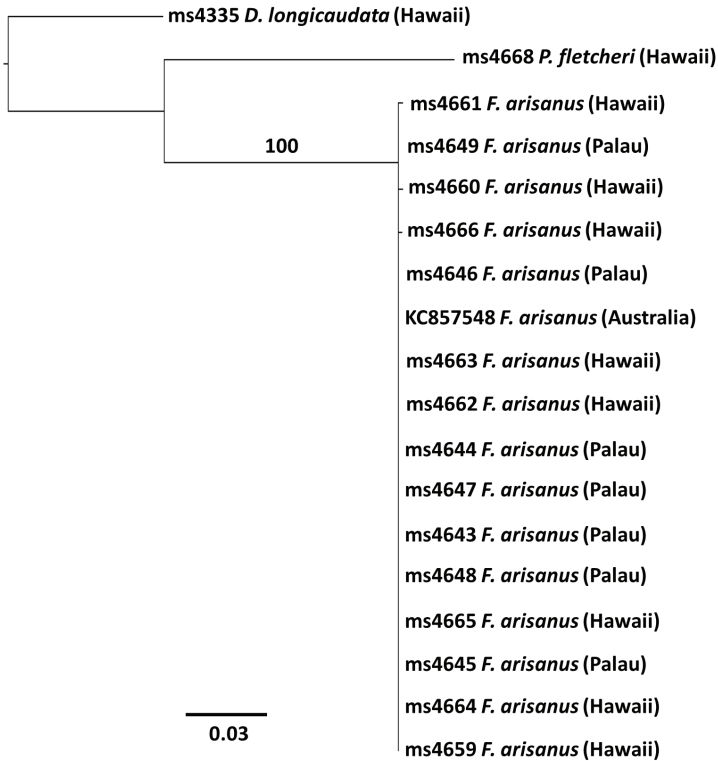 ms4335 D. longicaudata (Hawaii)
ms4668 P. fletcheri (Hawaii)
ms4661 F. arisanus (Hawaii)
100
ms4649 F. arisanus (Palau)
ms4660 F. arisanus (Hawaii)
ms4666 F. arisanus (Hawaii)
ms4646 F. arisanus (Palau)
KC857548 F. arisanus (Australia)
ms4663 F. arisanus (Hawaii)
ms4662 F. arisanus (Hawaii)
ms4644 F. arisanus (Palau)
ms4647 F. arisanus (Palau)
ms4643 F. arisanus (Palau)
ms4648 F. arisanus (Palau)
ms4665 F. arisanus (Hawaii)
ms4645 F. arisanus (Palau)
ms4664 F. arisanus (Hawaii)
0.03
ms4659 F. arisanus (Hawaii)